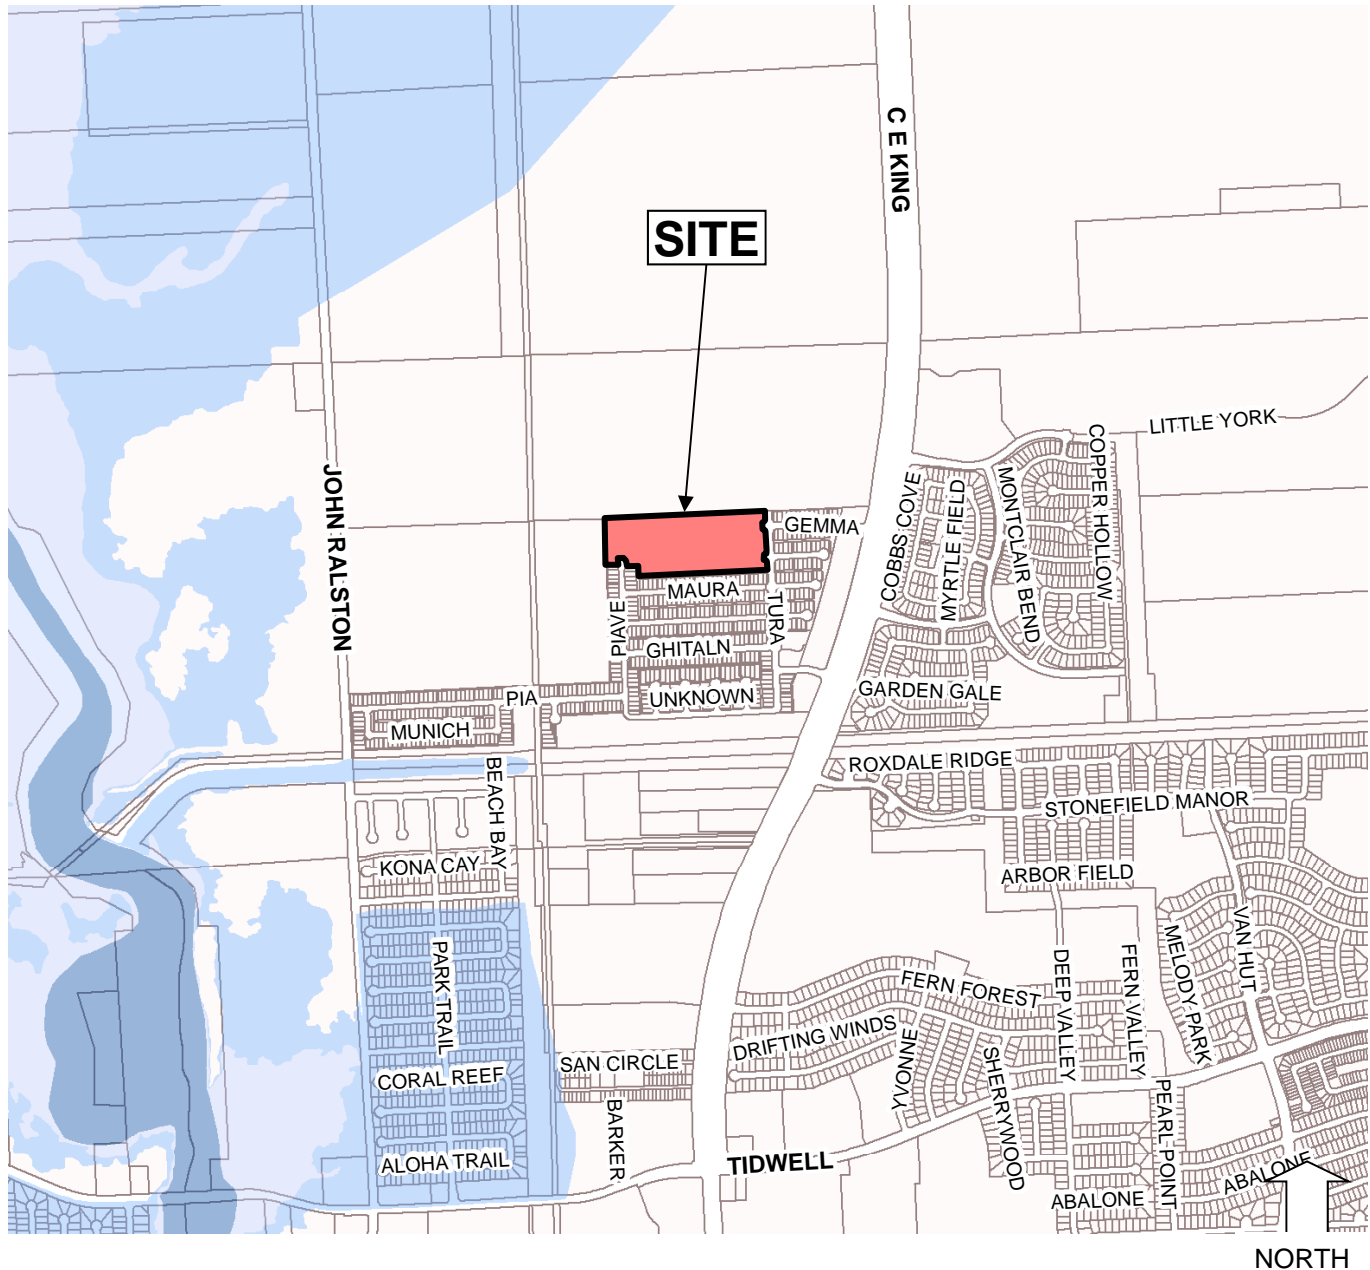 C E KING
SITE
LITTLE YORK
COPPER HOLLOW
MONTCLAIR BEND
MYRTLE FIELD
COBBS COVE
GEMMA
JOHN RALSTON
MAURA
TURA
PIAVE
GHITALN
UNKNOWN
PIA
GARDEN GALE
MUNICH
ROXDALE RIDGE
BEACH BAY
STONEFIELD MANOR
KONA CAY
ARBOR FIELD
VAN HUT
MELODY PARK
PARK TRAIL
FERN FOREST
DEEP VALLEY
FERN VALLEY
DRIFTING WINDS
YVONNE
SHERRYWOOD
SAN CIRCLE
CORAL REEF
BARKER
PEARL POINT
TIDWELL
ALOHA TRAIL
ABALONE
ABALONE
NORTH